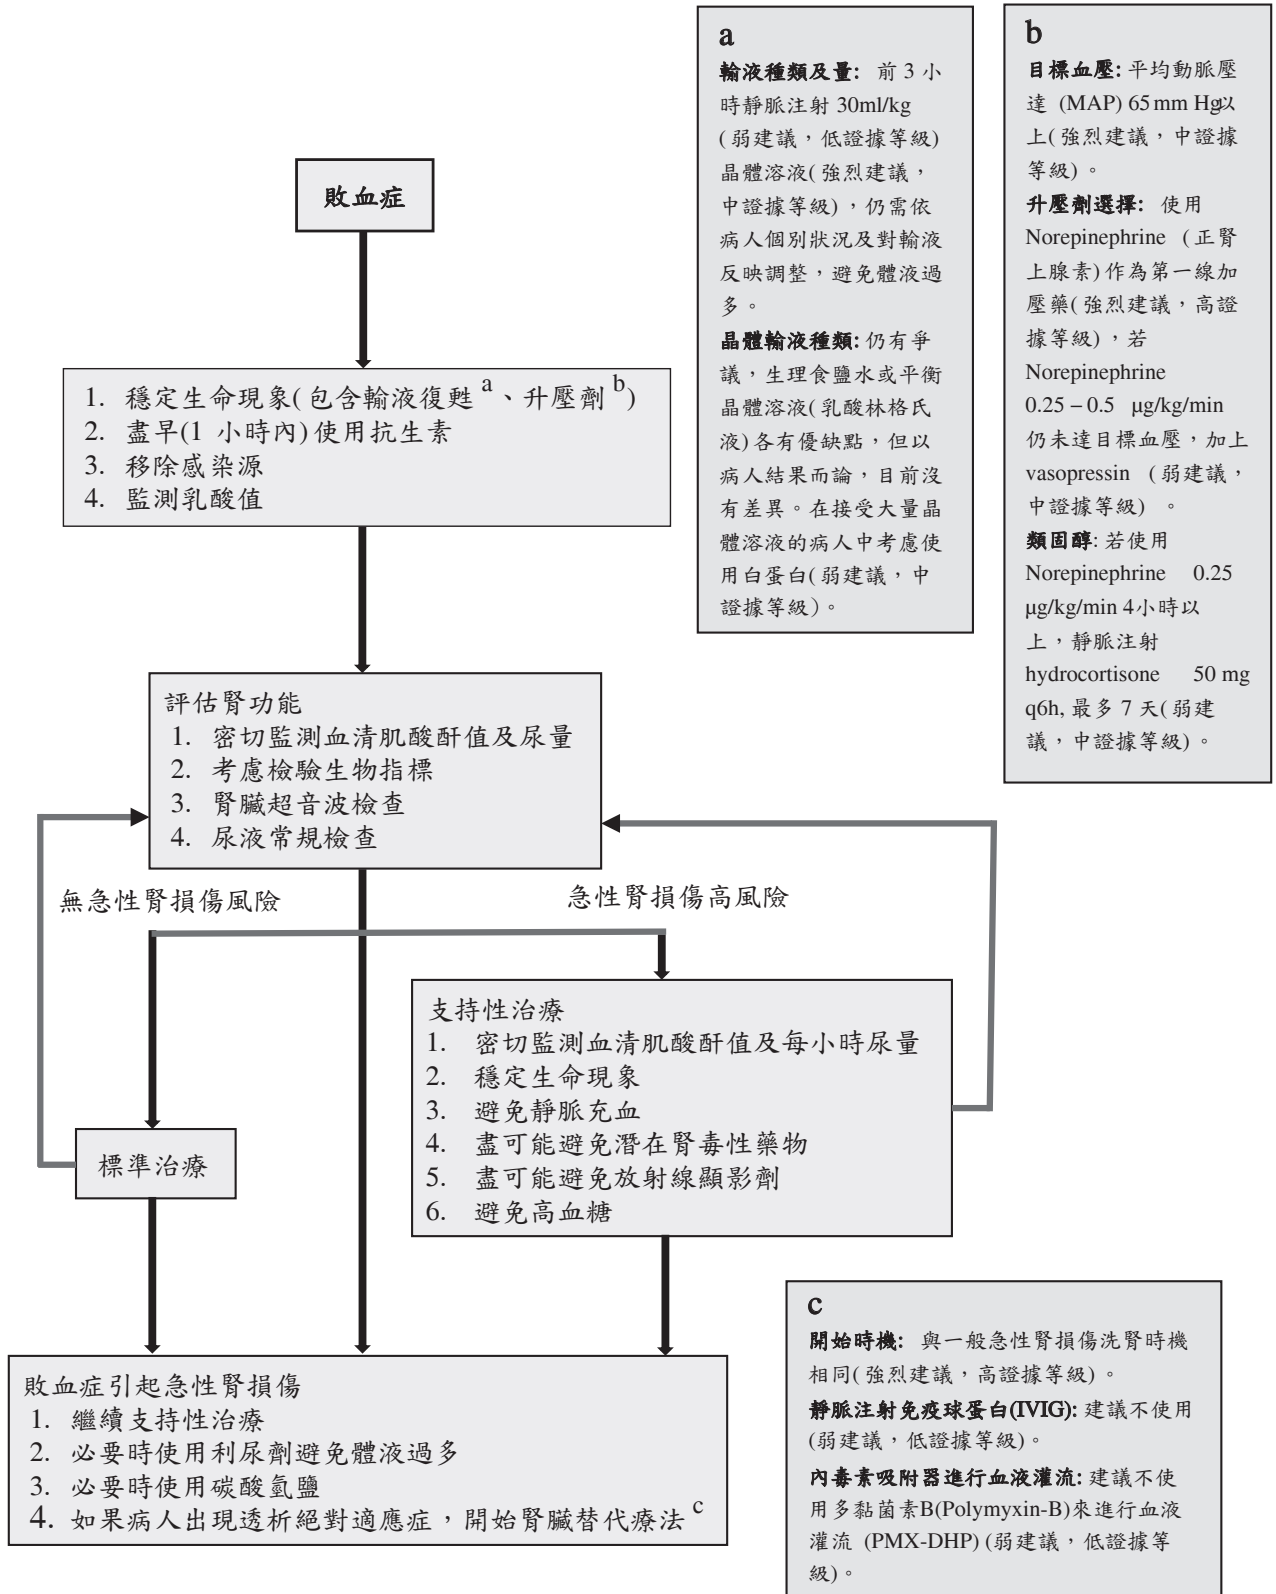 敗血症
1. 穩定生命現象(包含輸液復甦 a、升壓劑 b)
2. 盡早(1 小時內)使用抗生素
3. 移除感染源
4. 監測乳酸值
評估腎功能
1. 密切監測血清肌酸酐值及尿量
2. 考慮檢驗生物指標
3. 腎臟超音波檢查
4. 尿液常規檢查
無急性腎損傷風險
急性腎損傷高風險
標準治療
支持性治療
1. 密切監測血清肌酸酐值及每小時尿量
2. 穩定生命現象
3. 避免靜脈充血
4. 盡可能避免潛在腎毒性藥物
5. 盡可能避免放射線顯影劑
6. 避免高血糖
敗血症引起急性腎損傷
1. 繼續支持性治療
2. 必要時使用利尿劑避免體液過多
3. 必要時使用碳酸氫鹽
4. 如果病人出現透析絕對適應症，開始腎臟替代療法 c
a
輸液種類及量: 前 3 小
時靜脈注射 30ml/kg
(弱建議，低證據等級)
晶體溶液(強烈建議，
中證據等級)，仍需依
病人個別狀況及對輸液
反映調整，避免體液過
多。
晶體輸液種類:仍有爭
議，生理食鹽水或平衡
晶體溶液(乳酸林格氏
液)各有優缺點，但以
病人結果而論，目前沒
有差異。在接受大量晶
體溶液的病人中考慮使
用白蛋白(弱建議，中
證據等級)。
b
目標血壓:平均動脈壓
達 (MAP) 65 mm Hg以
上(強烈建議，中證據
等級)。
升壓劑選擇: 使用
Norepinephrine (正腎
上腺素)作為第一線加
壓藥(強烈建議，高證
據等級)，若
Norepinephrine
0.25 – 0.5 μg/kg/min
仍未達目標血壓，加上
vasopressin (弱建議，
中證據等級) 。
類固醇: 若使用
Norepinephrine 0.25
μg/kg/min 4小時以
上，靜脈注射
hydrocortisone 50 mg
q6h, 最多 7 天(弱建
議，中證據等級)。
c
開始時機: 與一般急性腎損傷洗腎時機
相同(強烈建議，高證據等級)。
靜脈注射免疫球蛋白(IVIG): 建議不使用
(弱建議，低證據等級)。
內毒素吸附器進行血液灌流: 建議不使
用多黏菌素B(Polymyxin-B)來進行血液
灌流 (PMX-DHP) (弱建議，低證據等
級)。